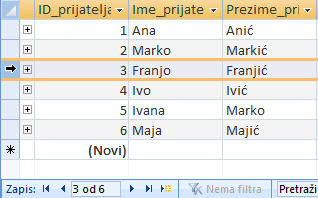 ID_prijatelja Ime_prijate Prezime_pri
1 Ana Anić
2 Marko Markić
3 Franjo Franjić
4 Ivo Ivić
5 Ivana Marko
6 Maja Majić
(Novi)
Zapis: 3 od 6 Nema filtra Pretraži